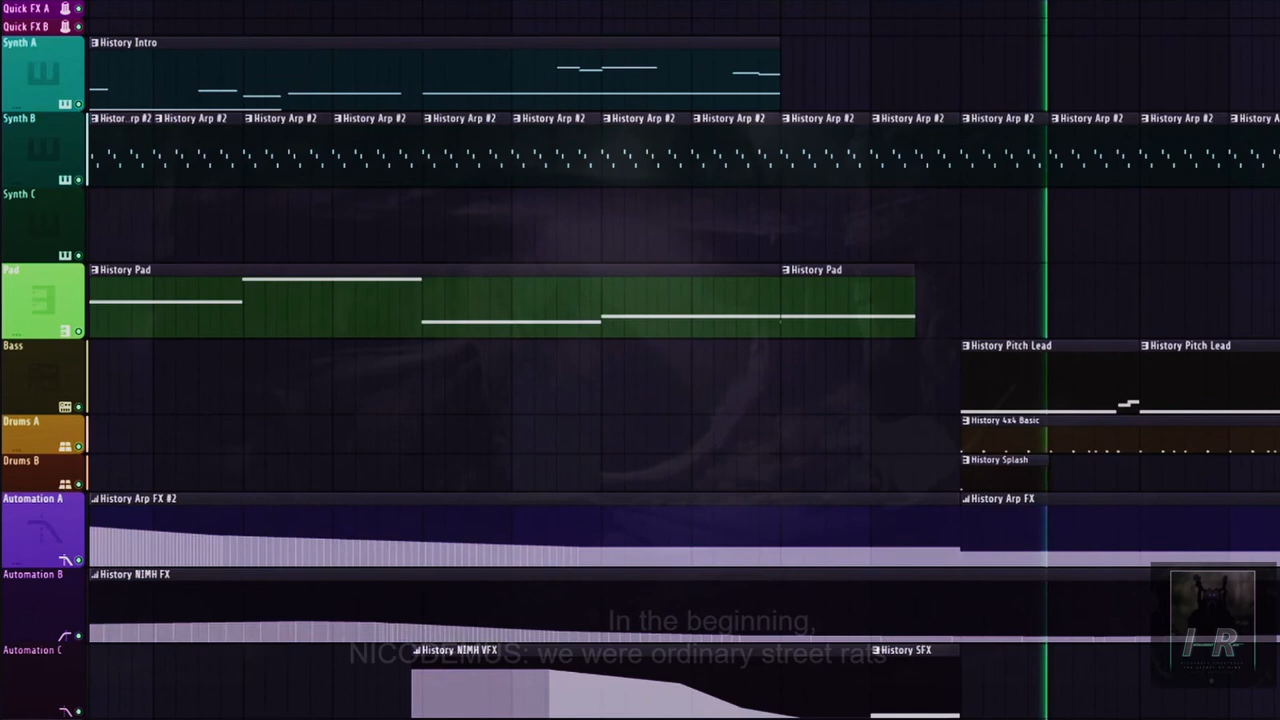 Quick FX A
Quick FX B
Synth A
History Intro
Synth B
Histor..rp #2 History Arp #2 History Arp #2 History Arp #2 History Arp #2 History Arp #2 History Arp #2 History Arp #2 History Arp #2 History Arp #2 History Arp #2 History Arp #2 History Arp #2 History A
Synth C
Pad
History Pad History Pad
Bass
History Pitch Lead History Pitch Lead
Drums A
History 4x4 Basic
Drums B
History Splash
Automation A
History Arp FX #2 History Arp FX
Automation B
History NIMH FX
In the beginning,
NICODEMUS: we were ordinary street rats
Automation C
History NIMH VFX History SFX